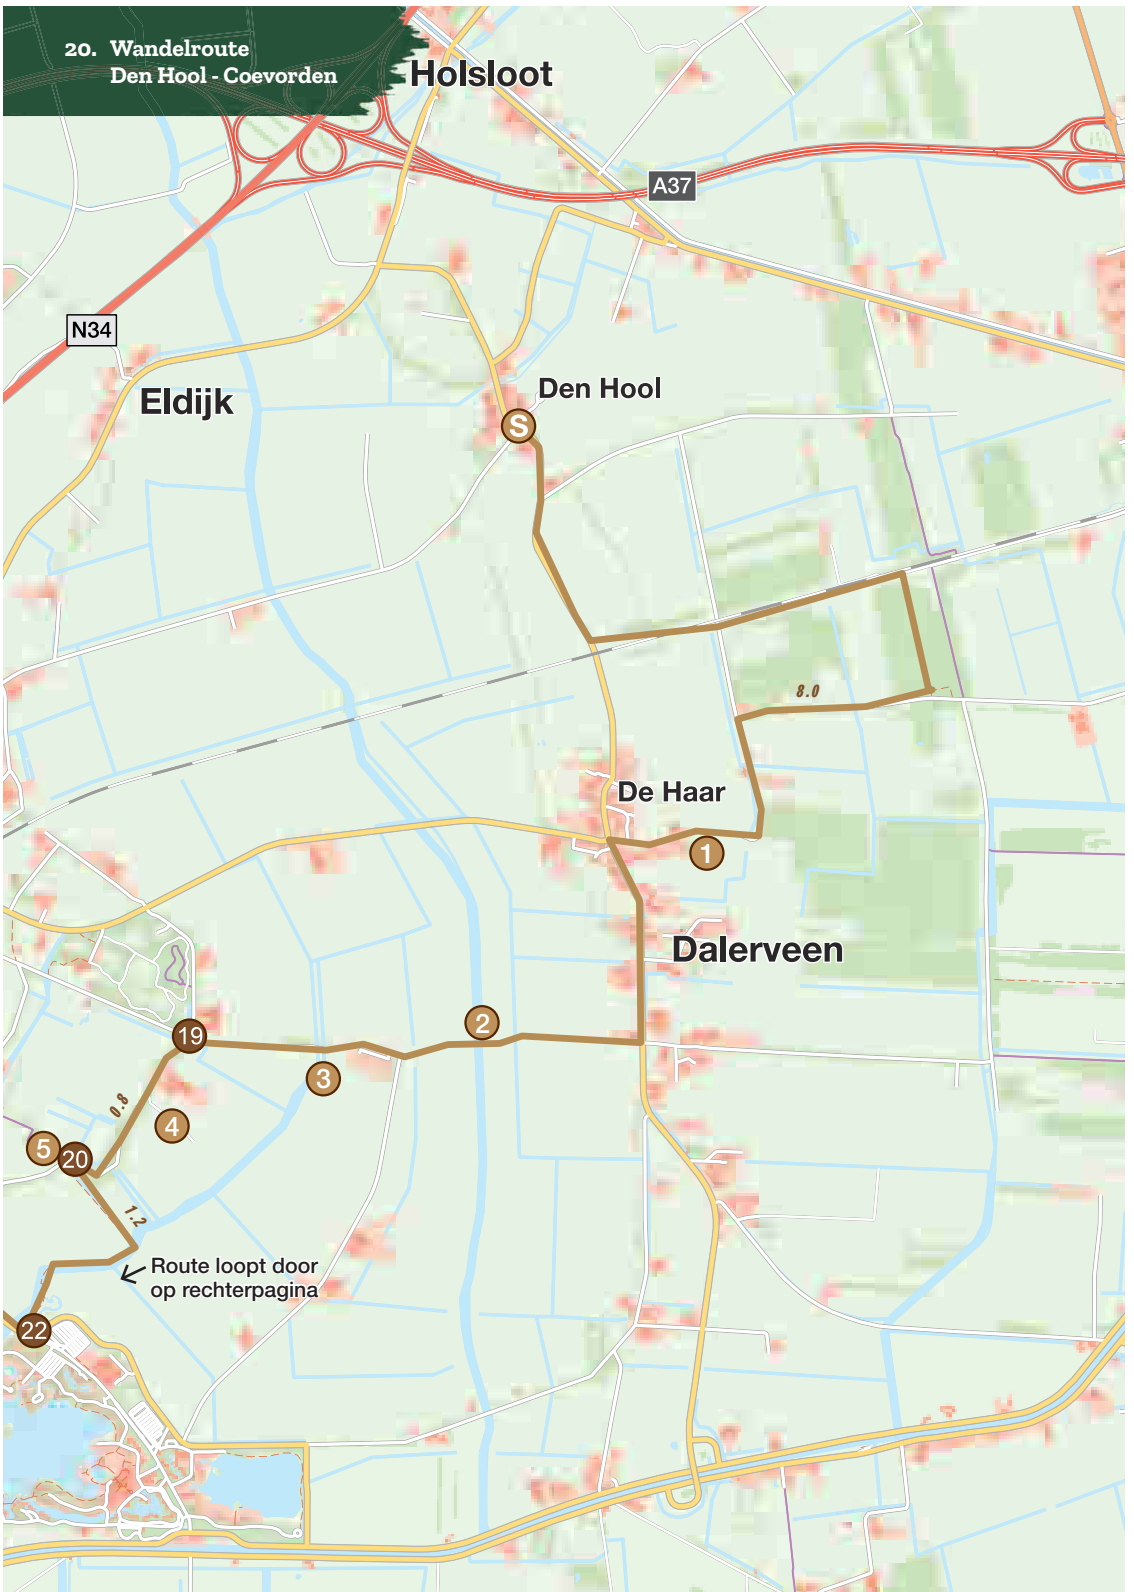 20. Wandelroute
Den Hool - Coevorden
Holsloot
A37
N34
Eldijk
Den Hool
S
8.0
De Haar
1
Dalerveen
2
19
3
0.8
4
5
20
1.2
Route loopt door
op rechterpagina
22